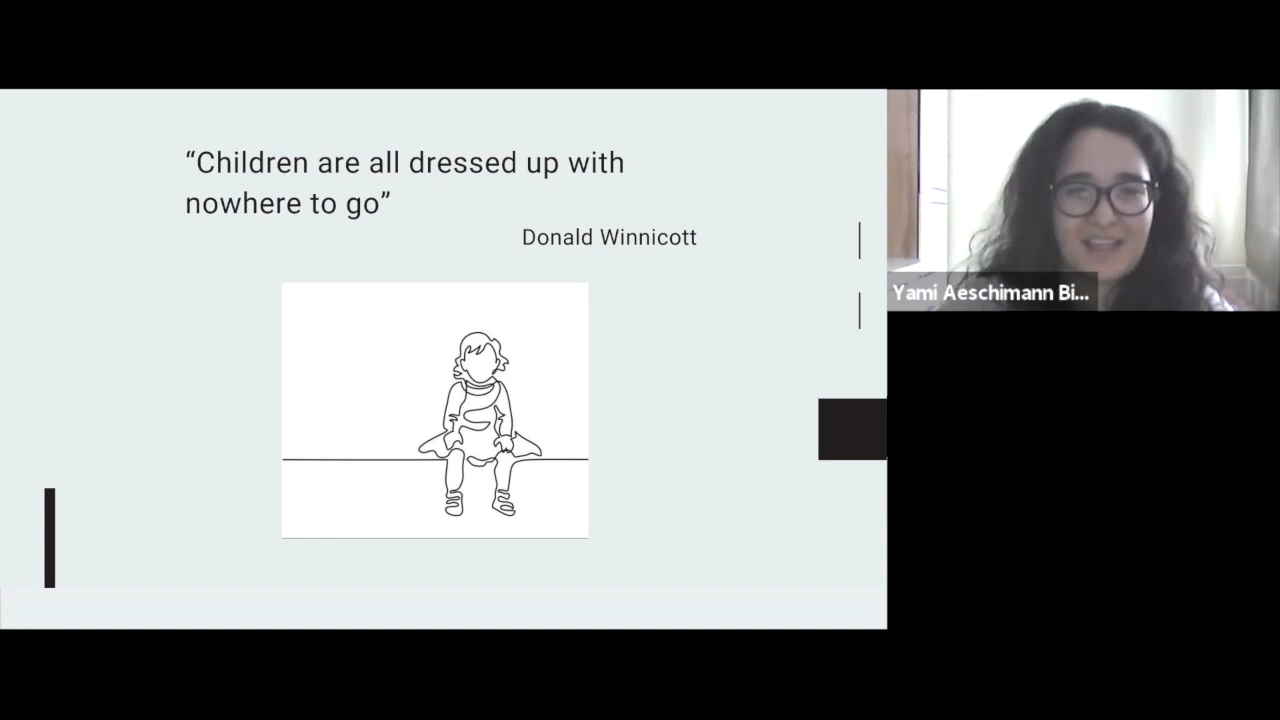 “Children are all dressed up with
nowhere to go”
Donald Winnicott
Yami Aeschimann Bi...